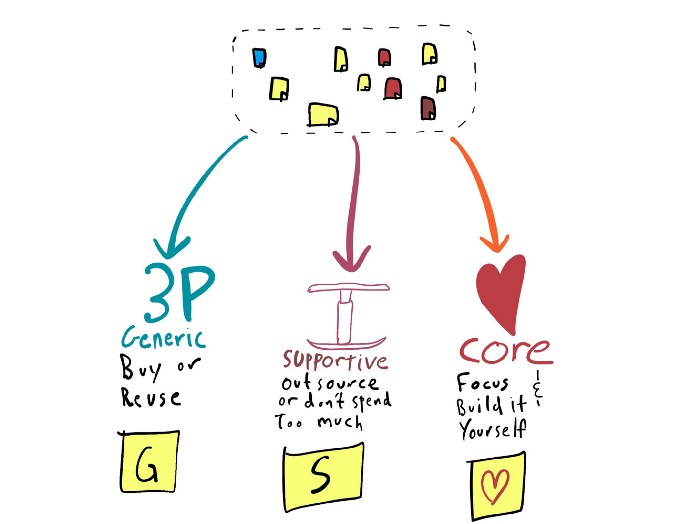 3P
Generic
Buy or
Reuse
G
Supportive
outsource
or don't spend
Too much
S
core
Focus &
Build it
Yourself